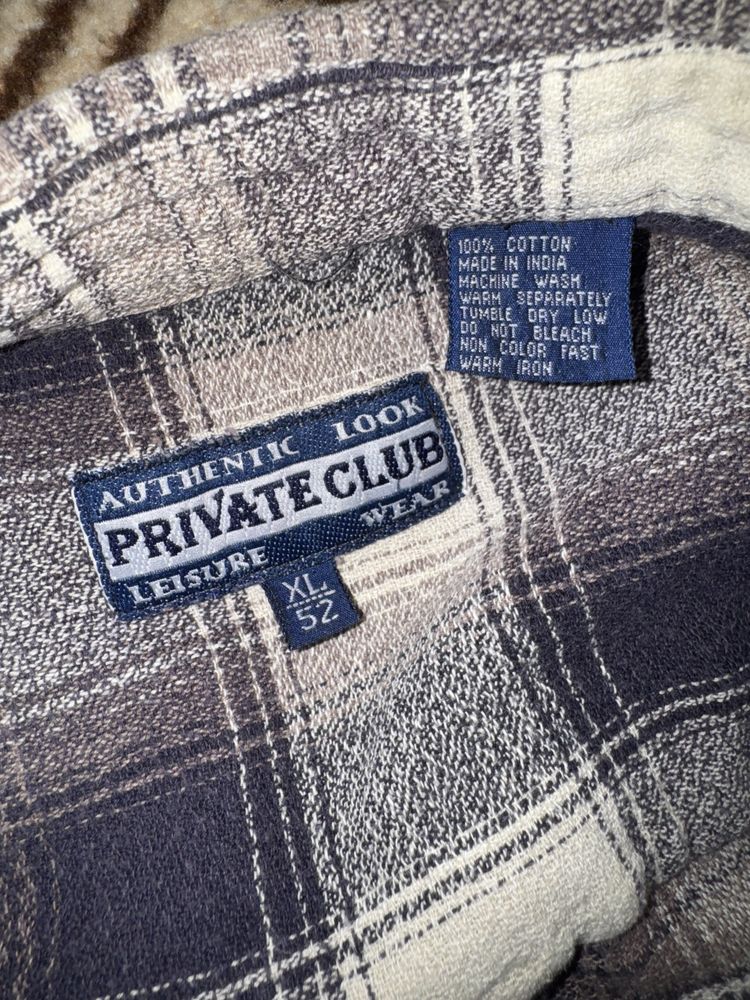 100% COTTON
MADE IN INDIA
MACHINE WASH
WARM SEPARATELY
TUMBLE DRY LOW
DO NOT BLEACH
NON COLOR FAST
WARM IRON
AUTHENTIC LOOK
PRIVATE CLUB
LEISURE WEAR
XL
52